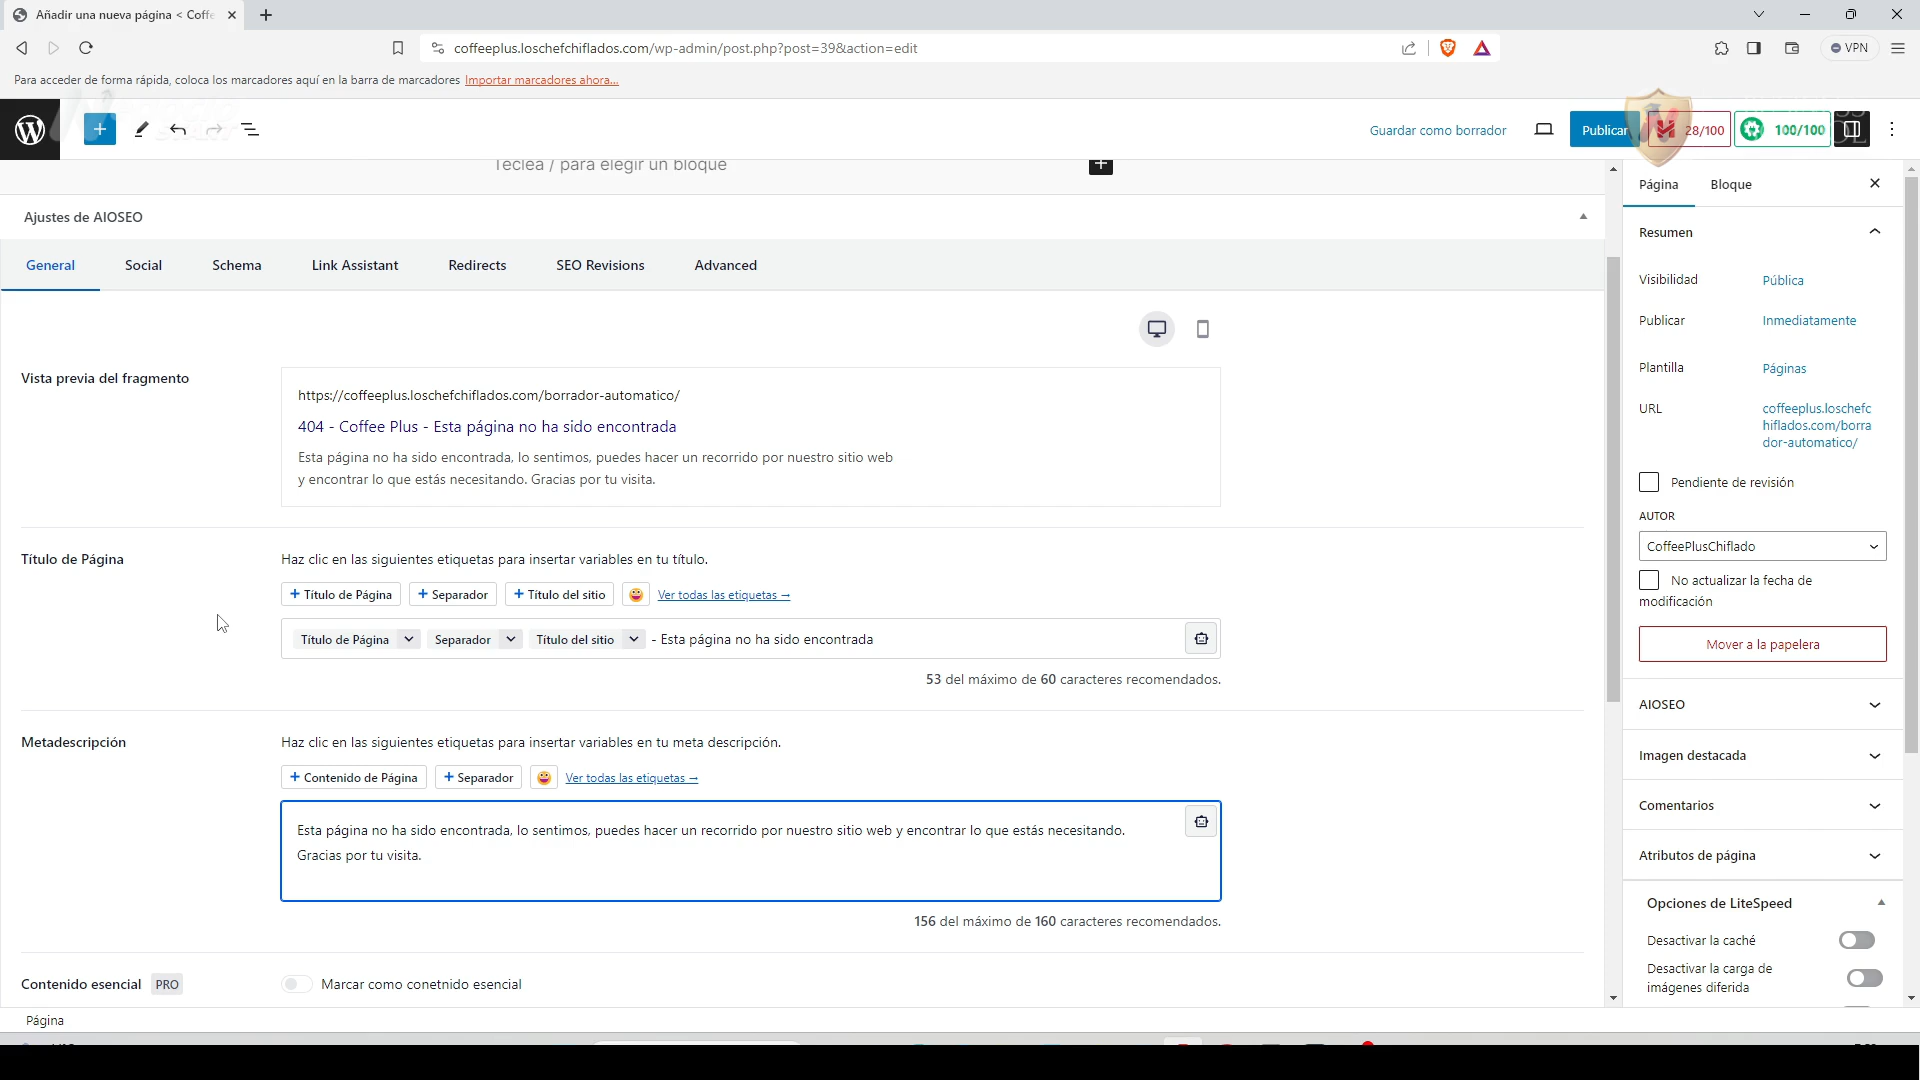 Añadir una nueva página < Coffe
coffeeplus.loschefchiflados.com/wp-admin/post.php?post=39&action=edit
VPN
Para acceder de forma rápida, coloca los marcadores aquí en la barra de marcadores Importar marcadores ahora...
Guardar como borrador
Publicar
28/100
100/100
Teclea / para elegir un bloque
Página
Bloque
Ajustes de AIOSEO
General
Social
Schema
Link Assistant
Redirects
SEO Revisions
Advanced
Vista previa del fragmento
https://coffeeplus.loschefchiflados.com/borrador-automatico/
404 - Coffee Plus - Esta página no ha sido encontrada
Esta página no ha sido encontrada, lo sentimos, puedes hacer un recorrido por nuestro sitio web
y encontrar lo que estás necesitando. Gracias por tu visita.
Título de Página
Haz clic en las siguientes etiquetas para insertar variables en tu título.
+ Título de Página
+ Separador
+ Título del sitio
Ver todas las etiquetas →
Título de Página
Separador
Título del sitio
- Esta página no ha sido encontrada
53 del máximo de 60 caracteres recomendados.
Metadescripción
Haz clic en las siguientes etiquetas para insertar variables en tu meta descripción.
+ Contenido de Página
+ Separador
Ver todas las etiquetas →
Esta página no ha sido encontrada, lo sentimos, puedes hacer un recorrido por nuestro sitio web y encontrar lo que estás necesitando.
Gracias por tu visita.
156 del máximo de 160 caracteres recomendados.
Contenido esencial PRO
Marcar como conetnido esencial
Página
Resumen
Visibilidad
Pública
Publicar
Inmediatamente
Plantilla
Páginas
URL
coffeeplus.loschefc
hiflados.com/borra
dor-automatico/
Pendiente de revisión
AUTOR
CoffeePlusChiflado
No actualizar la fecha de
modificación
Mover a la papelera
AIOSEO
Imagen destacada
Comentarios
Atributos de página
Opciones de LiteSpeed
Desactivar la caché
Desactivar la carga de
imágenes diferida